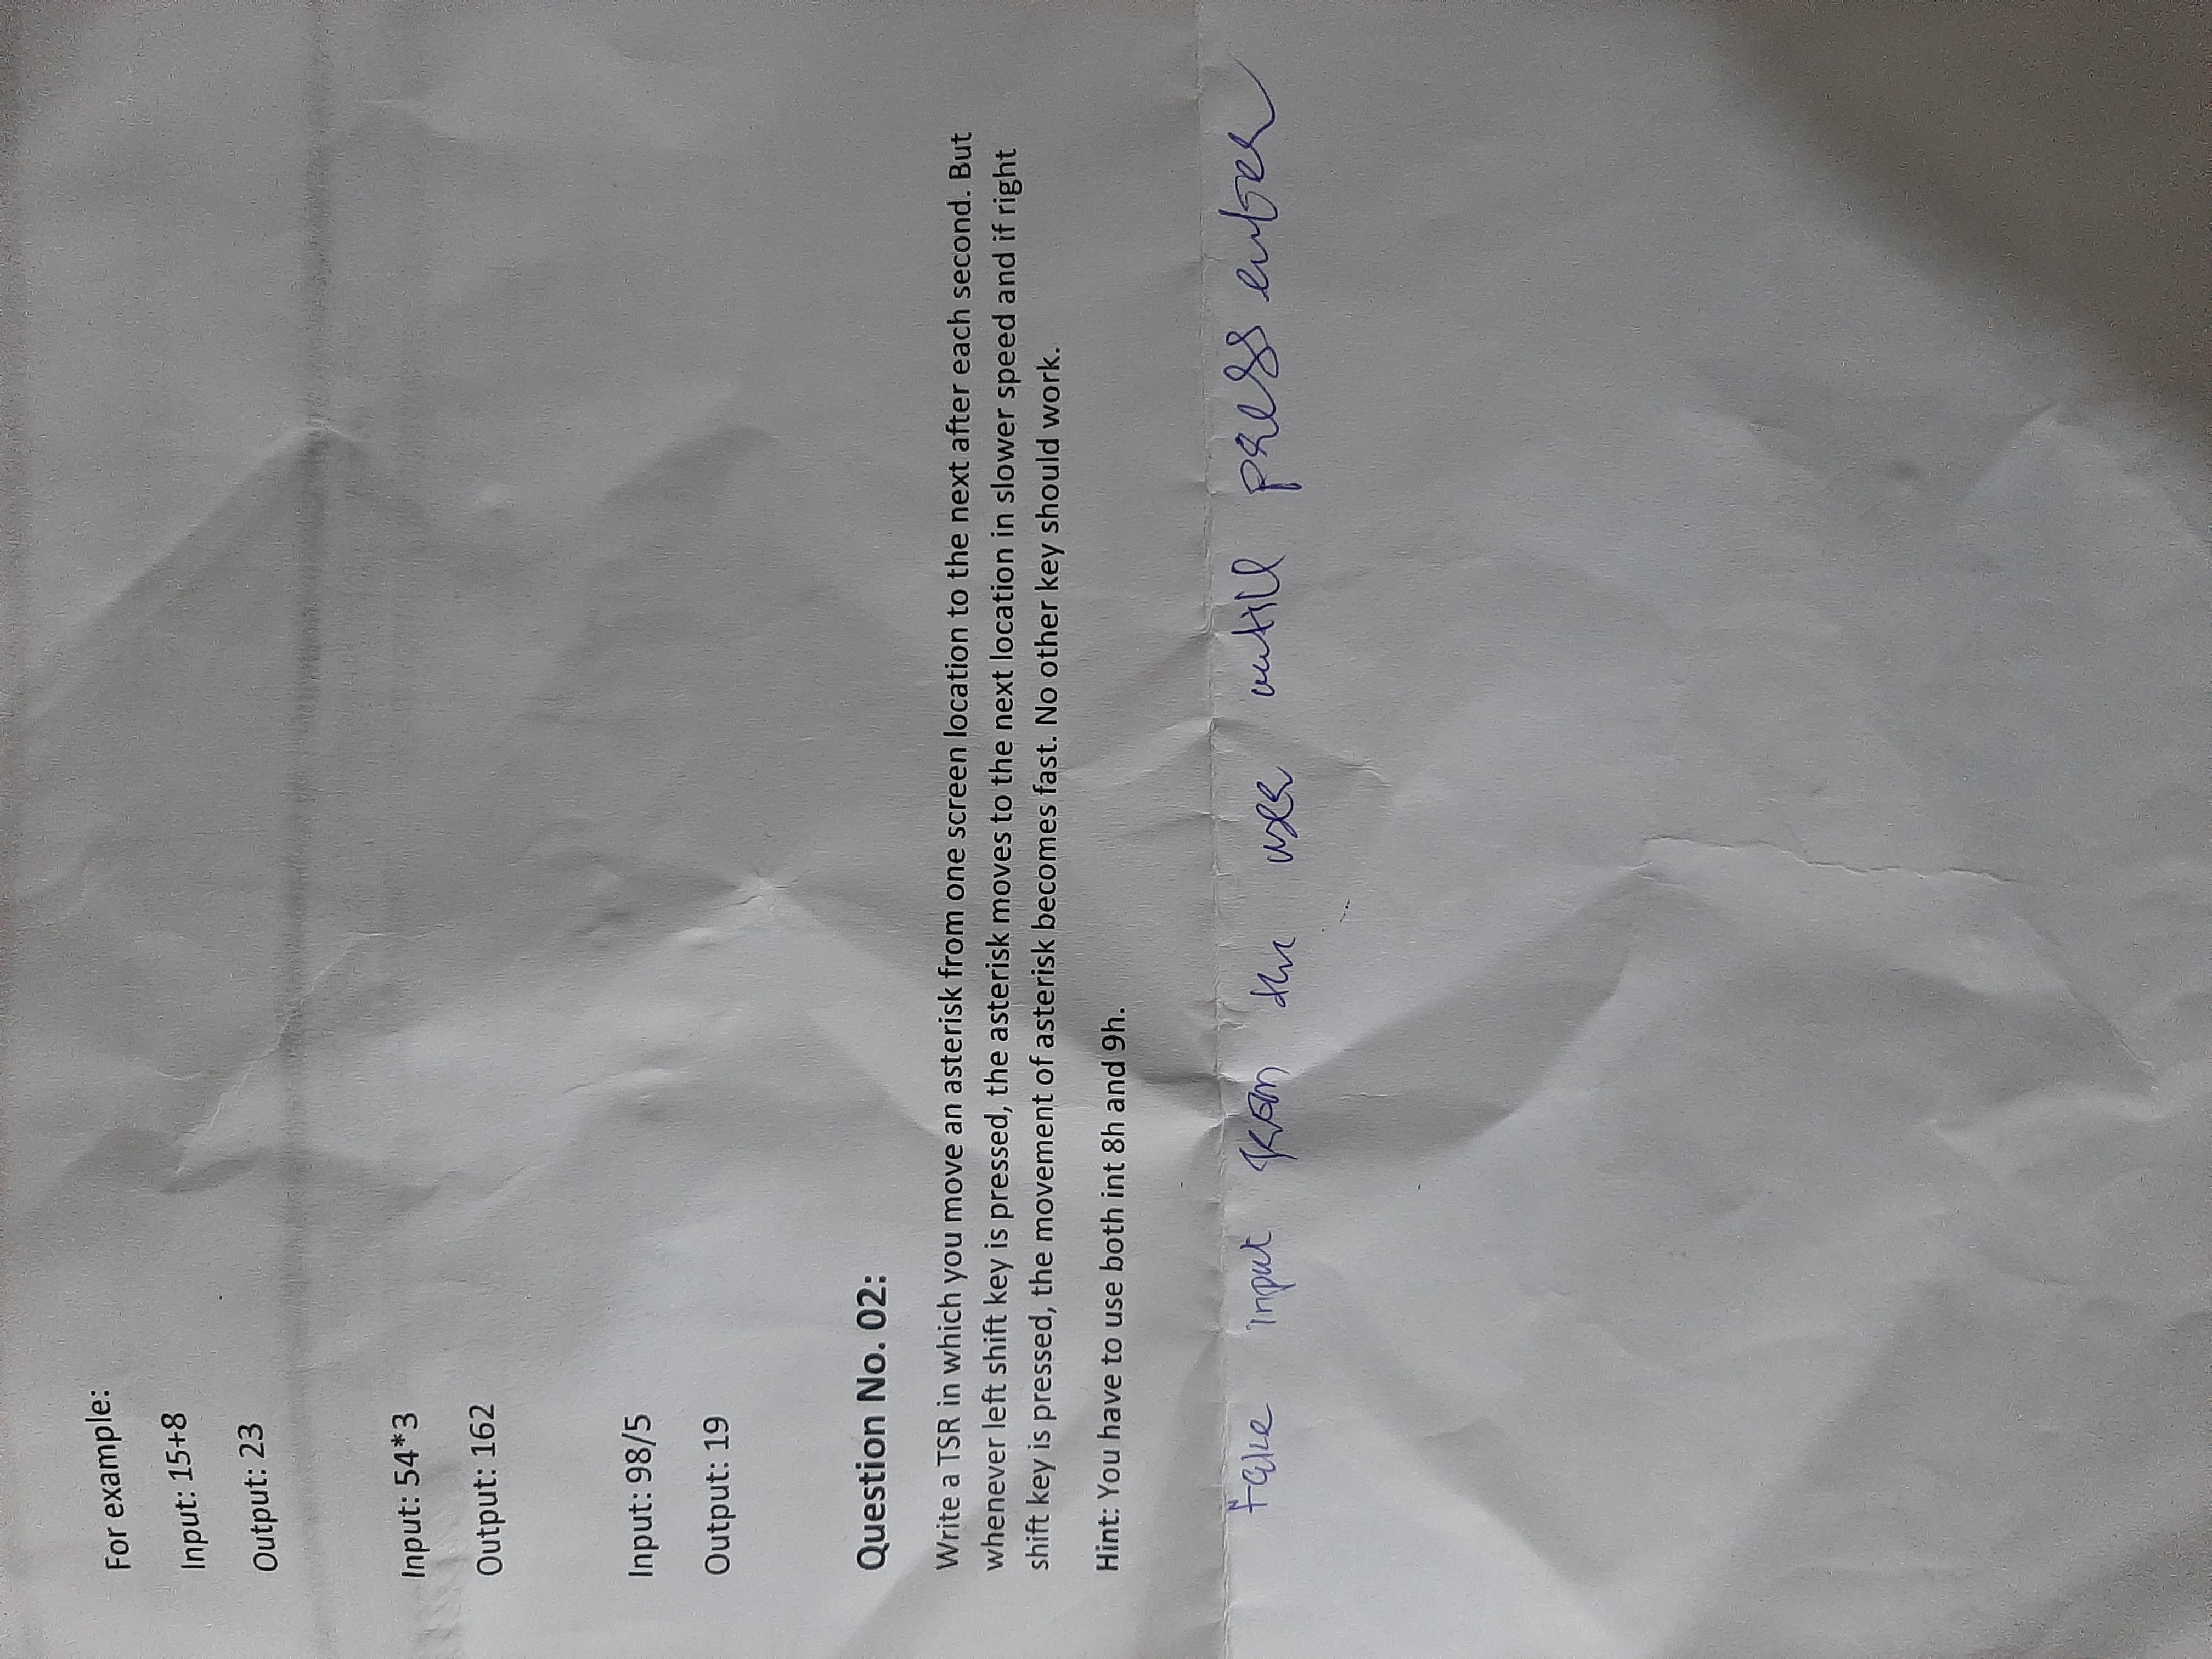 For example:
Input: 15+8
Output: 23
Input: 54*3
Output: 162
Input: 98/5
Output: 19
Question No. 02:
Write a TSR in which you move an asterisk from one screen location to the next after each second. But
whenever left shift key is pressed, the asterisk moves to the next location in slower speed and if right
shift key is pressed, the movement of asterisk becomes fast. No other key should work.
Hint: You have to use both int 8h and 9h.
take input from the user untill press enter